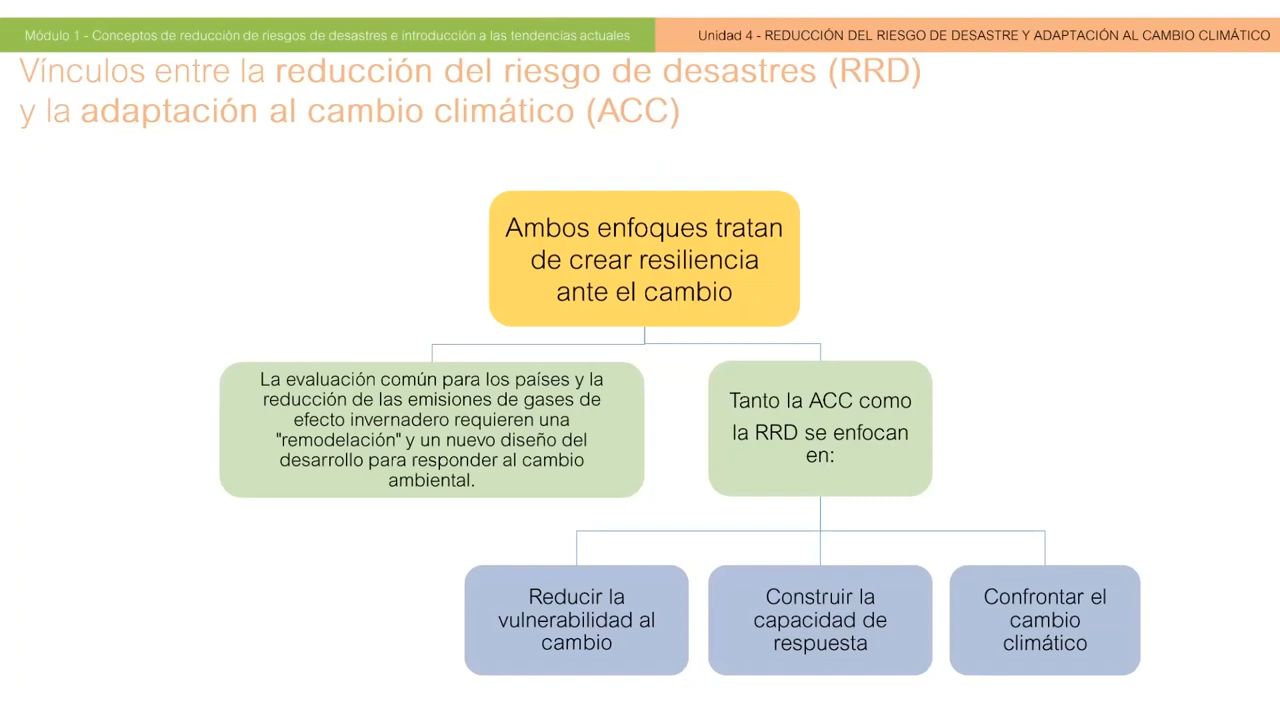 Módulo 1 - Conceptos de reducción de riesgos de desastres e introducción a las tendencias actuales
Unidad 4 - REDUCCIÓN DEL RIESGO DE DESASTRE Y ADAPTACIÓN AL CAMBIO CLIMÁTICO
Vínculos entre la reducción del riesgo de desastres (RRD)
y la adaptación al cambio climático (ACC)
Ambos enfoques tratan
de crear resiliencia
ante el cambio
La evaluación común para los países y la
reducción de las emisiones de gases de
efecto invernadero requieren una
"remodelación" y un nuevo diseño del
desarrollo para responder al cambio
ambiental.
Tanto la ACC como
la RRD se enfocan
en:
Reducir la
vulnerabilidad al
cambio
Construir la
capacidad de
respuesta
Confrontar el
cambio
climático